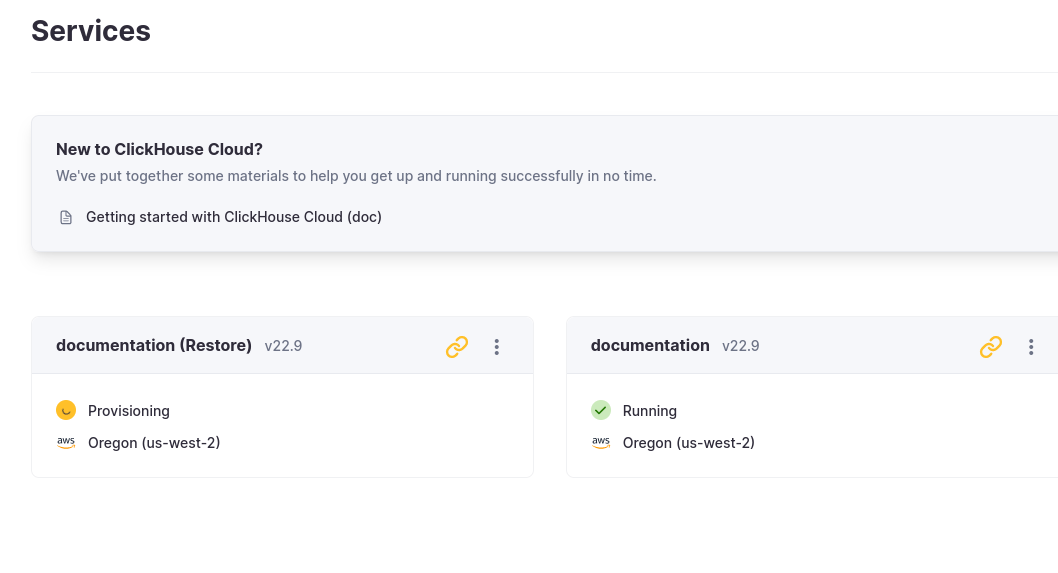 Services
New to ClickHouse Cloud?
We've put together some materials to help you get up and running successfully in no time.
Getting started with ClickHouse Cloud (doc)
documentation (Restore) v22.9
Provisioning
aws Oregon (us-west-2)
documentation v22.9
Running
aws Oregon (us-west-2)